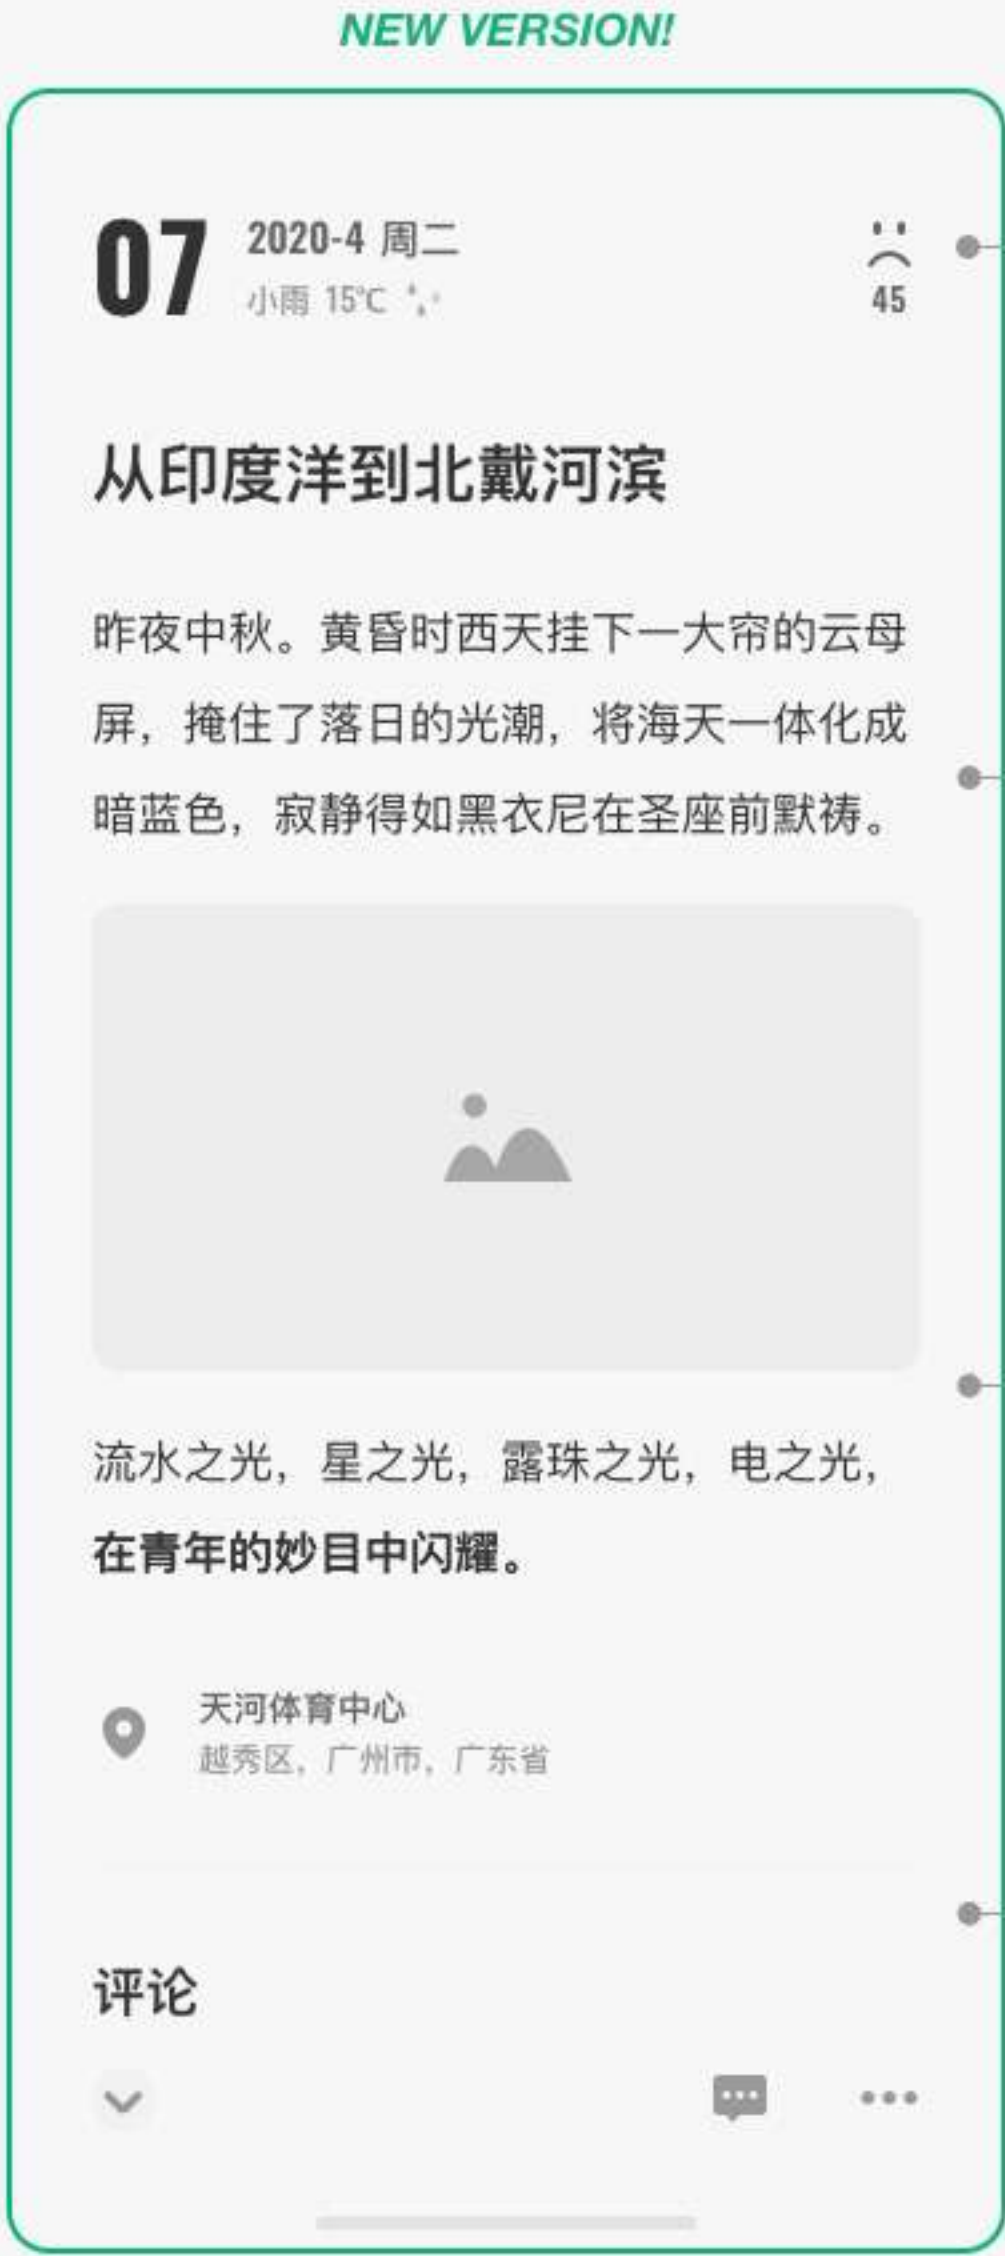 NEW VERSION!
07
2020-4 周二
小雨 15℃
45
从印度洋到北戴河滨
昨夜中秋。黄昏时西天挂下一大帘的云母
屏，掩住了落日的光潮，将海天一体化成
暗蓝色，寂静得如黑衣尼在圣座前默祷。
流水之光，星之光，露珠之光，电之光，
在青年的妙目中闪耀。
天河体育中心
越秀区，广州市，广东省
评论